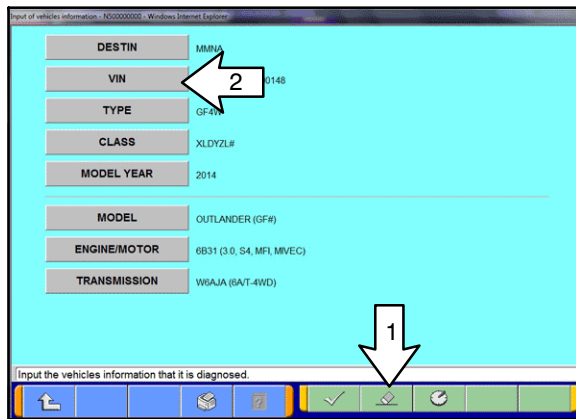 Input of vehicles information - N500000000 - Windows Internet Explorer
DESTIN MMNA
VIN 0148
2
TYPE GF4W
CLASS XLDYZL#
MODEL YEAR 2014
MODEL OUTLANDER (GF#)
ENGINE/MOTOR 6B31 (3.0, S4, MFI, MIVEC)
TRANSMISSION W6AJA (6A/T-4WD)
1
Input the vehicles information that it is diagnosed.